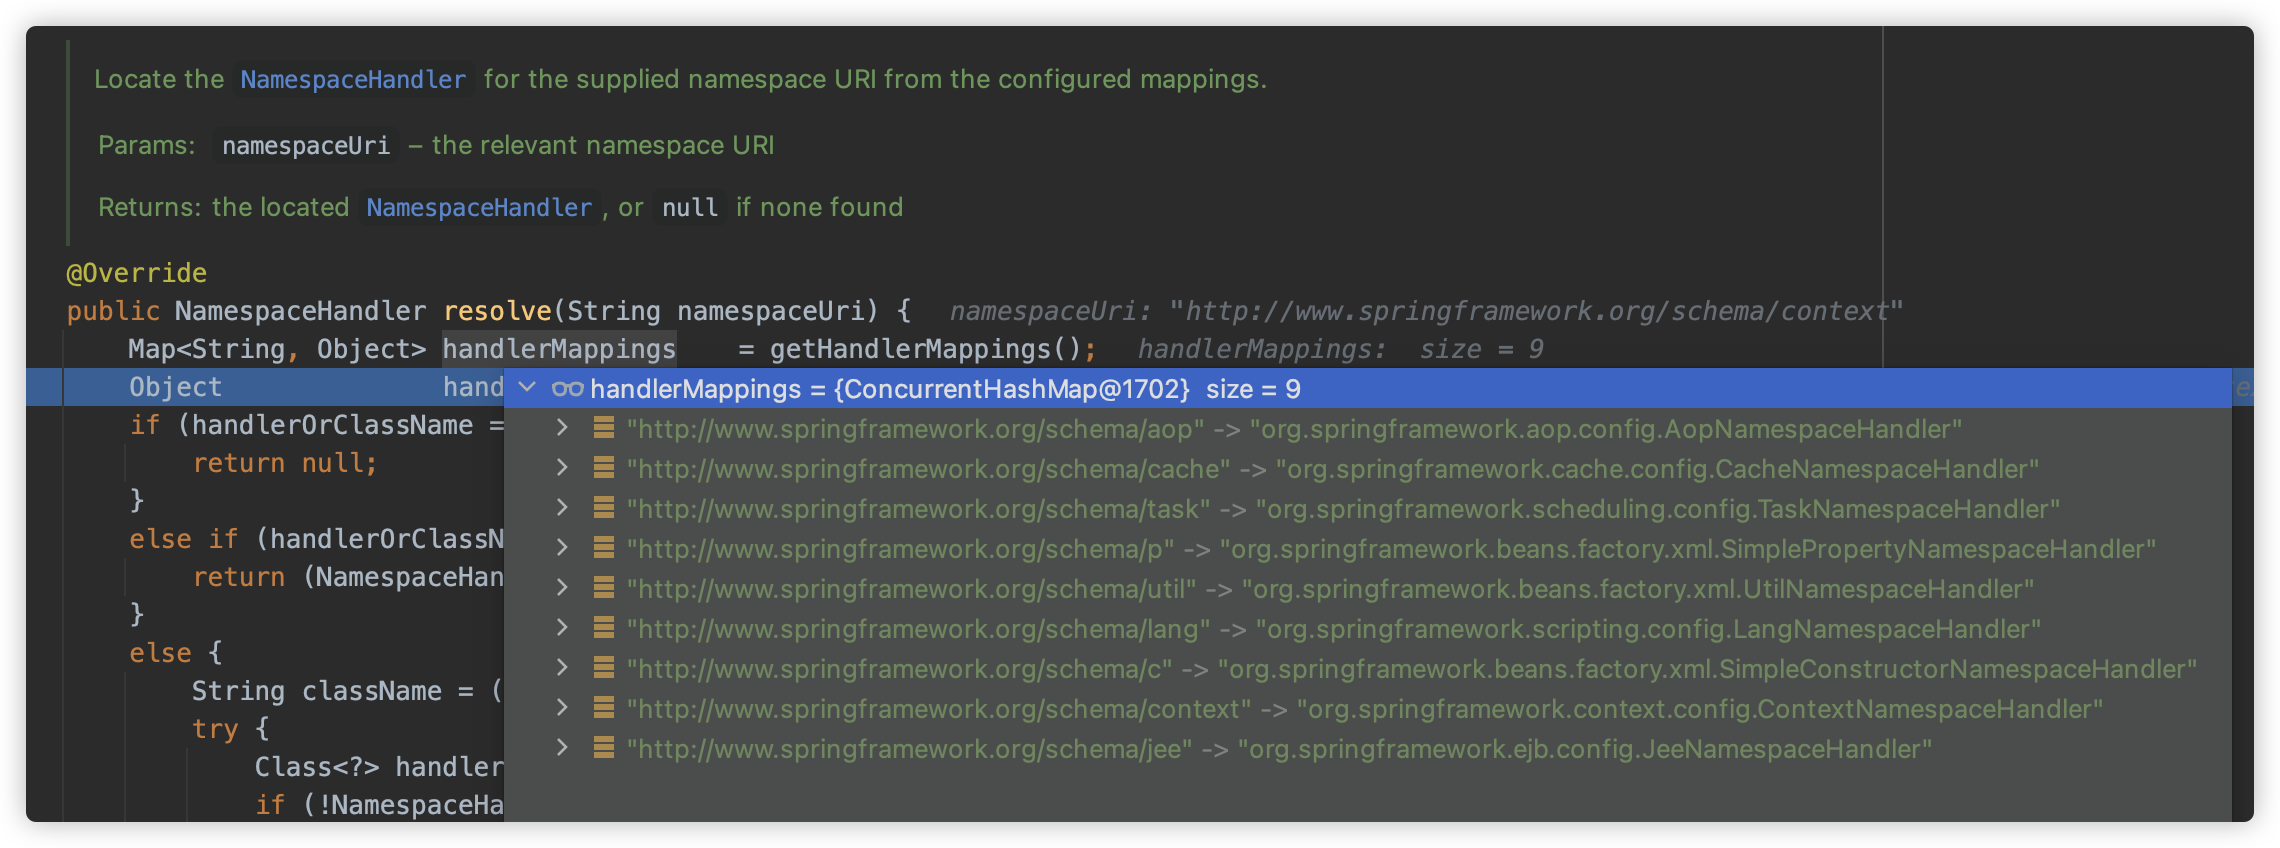 Locate the NamespaceHandler for the supplied namespace URI from the configured mappings.
Params: namespaceUri – the relevant namespace URI
Returns: the located NamespaceHandler, or null if none found
@Override
public NamespaceHandler resolve(String namespaceUri) { namespaceUri: "http://www.springframework.org/schema/context"
Map<String, Object> handlerMappings = getHandlerMappings(); handlerMappings: size = 9
Object hand
handlerMappings = {ConcurrentHashMap@1702} size = 9
"http://www.springframework.org/schema/aop" -> "org.springframework.aop.config.AopNamespaceHandler"
if (handlerOrClassName =
"http://www.springframework.org/schema/cache" -> "org.springframework.cache.config.CacheNamespaceHandler"
return null;
"http://www.springframework.org/schema/task" -> "org.springframework.scheduling.config.TaskNamespaceHandler"
}
"http://www.springframework.org/schema/p" -> "org.springframework.beans.factory.xml.SimplePropertyNamespaceHandler"
else if (handlerOrClassN
"http://www.springframework.org/schema/util" -> "org.springframework.beans.factory.xml.UtilNamespaceHandler"
return (NamespaceHan
}
"http://www.springframework.org/schema/lang" -> "org.springframework.scripting.config.LangNamespaceHandler"
else {
"http://www.springframework.org/schema/c" -> "org.springframework.beans.factory.xml.SimpleConstructorNamespaceHandler"
String className = (
"http://www.springframework.org/schema/context" -> "org.springframework.context.config.ContextNamespaceHandler"
try {
"http://www.springframework.org/schema/jee" -> "org.springframework.ejb.config.JeeNamespaceHandler"
Class<?> handler
if (!NamespaceHa